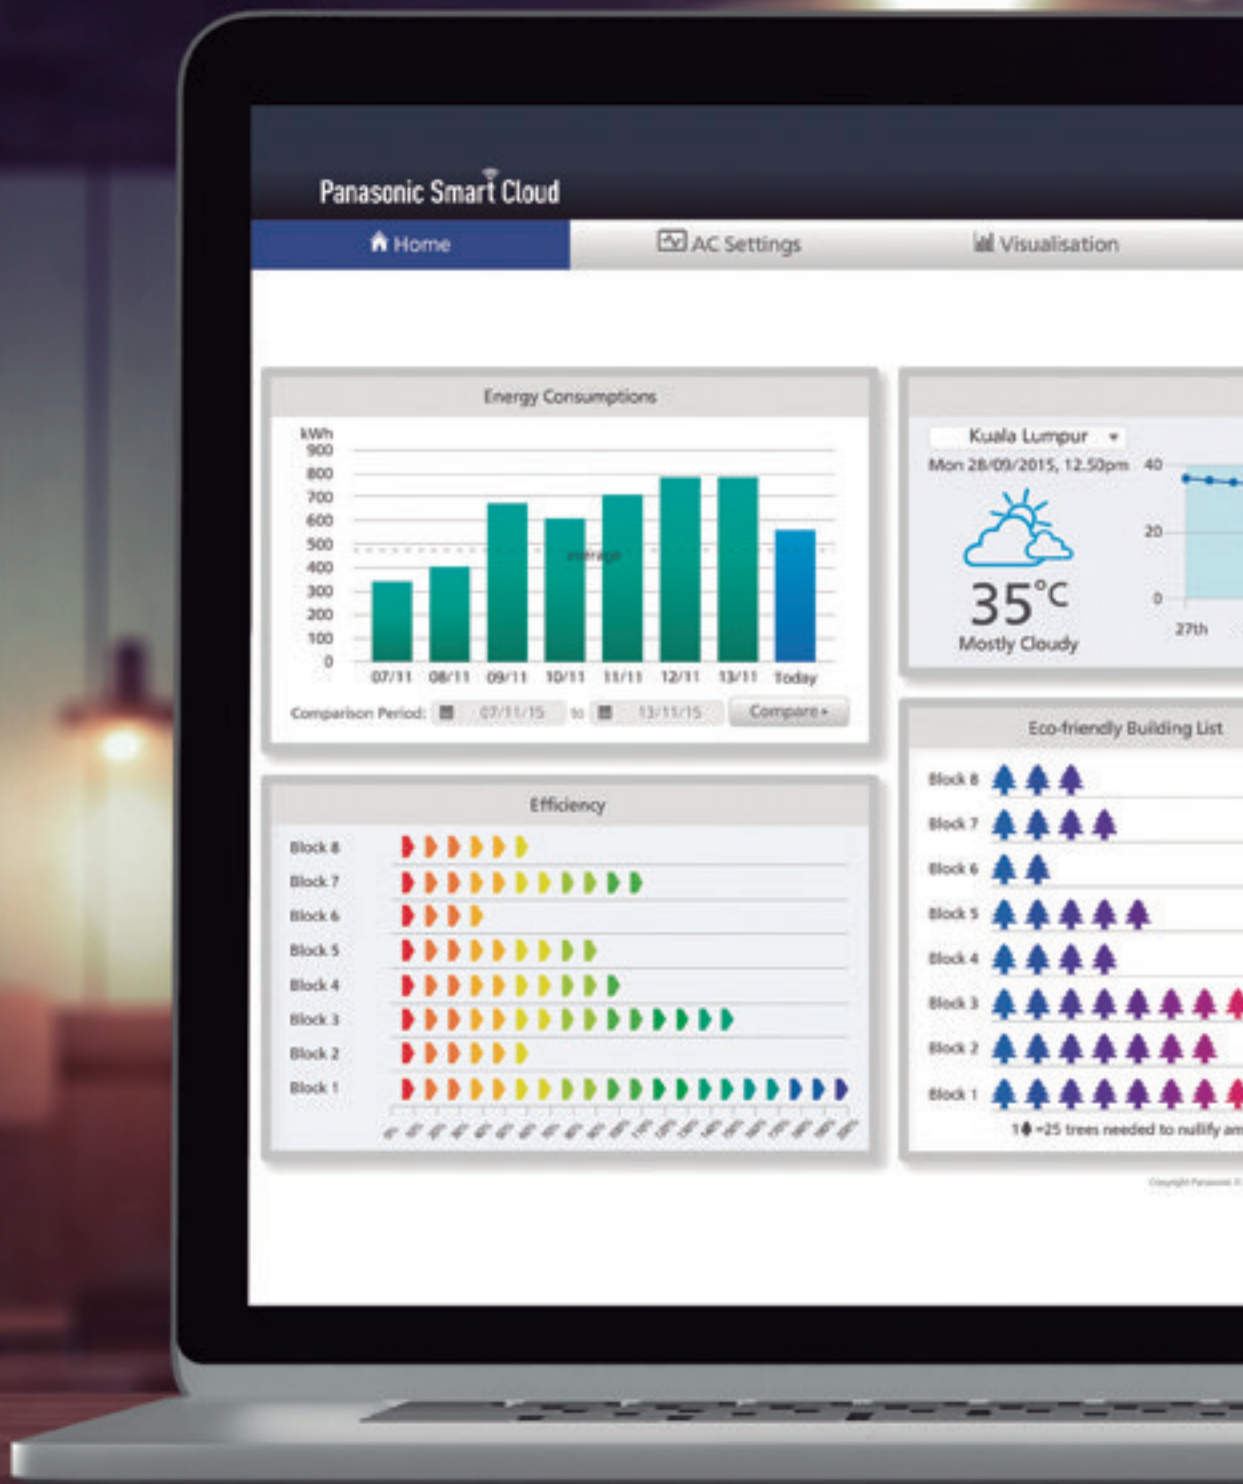 Panasonic Smart Cloud
Home
AC Settings
Visualisation
Energy Consumptions
kWh
900
800
700
600
500
400
300
200
100
0
average
07/11 08/11 09/11 10/11 11/11 12/11 13/11 Today
Comparison Period: 07/11/15 to 13/11/15 Compare
Kuala Lumpur
Mon 28/09/2015, 12.50pm
35°C
Mostly Cloudy
40
20
0
27th
Efficiency
Block 8
Block 7
Block 6
Block 5
Block 4
Block 3
Block 2
Block 1
Eco-friendly Building List
Block 8
Block 7
Block 6
Block 5
Block 4
Block 3
Block 2
Block 1
1 =25 trees needed to nullify am
Copyright Panasonic ©